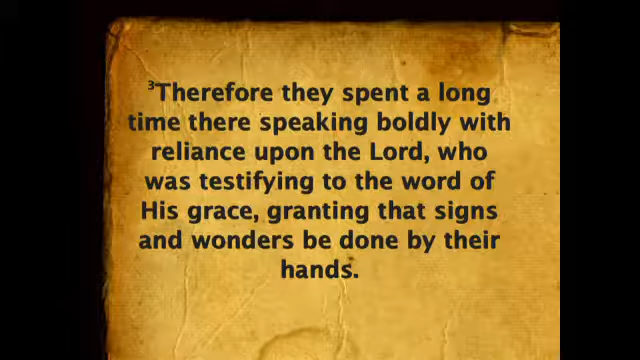 ³Therefore they spent a long
time there speaking boldly with
reliance upon the Lord, who
was testifying to the word of
His grace, granting that signs
and wonders be done by their
hands.